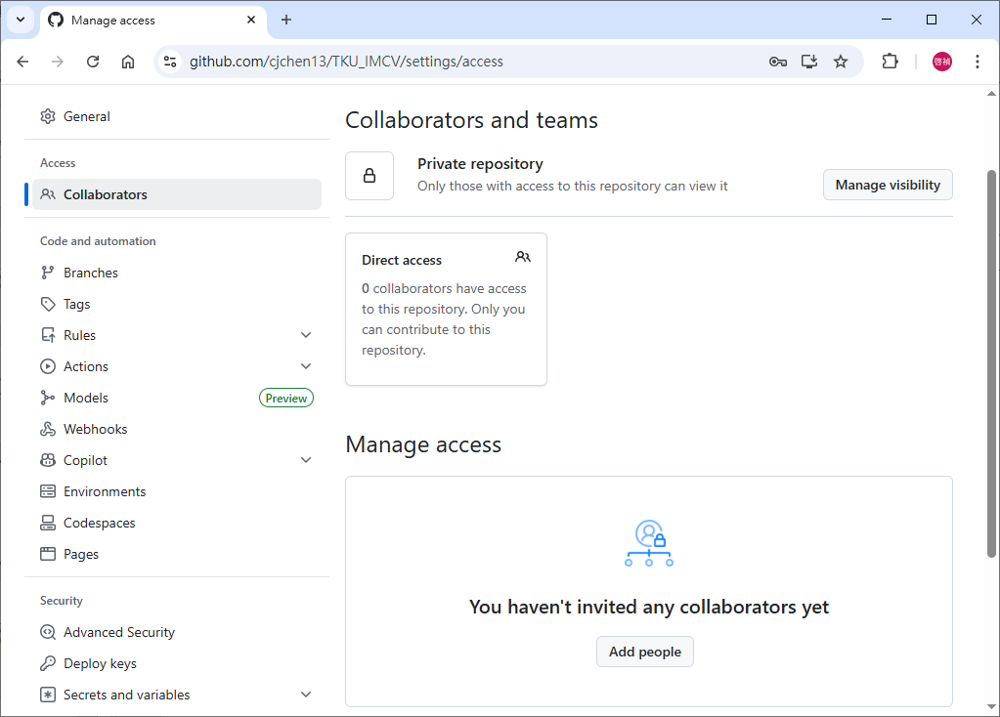 Manage access
github.com/cjchen13/TKU_IMCV/settings/access
啓禎
General
Access
Collaborators
Code and automation
Branches
Tags
Rules
Actions
Models
Preview
Webhooks
Copilot
Environments
Codespaces
Pages
Security
Advanced Security
Deploy keys
Secrets and variables
Collaborators and teams
Private repository
Only those with access to this repository can view it
Manage visibility
Direct access
0 collaborators have access
to this repository. Only you
can contribute to this
repository.
Manage access
You haven't invited any collaborators yet
Add people